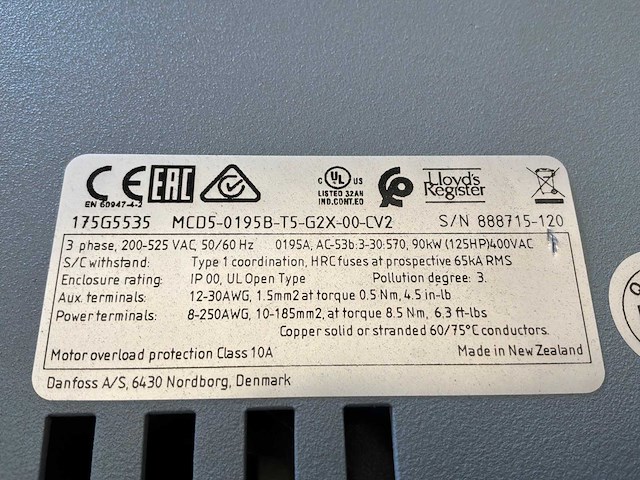 CE EAC
EN 60947-4-2
C UL US
LISTED 32AN
IND.CONT.EQ
Lloyd's
Register
175G5535 MCD5-0195B-T5-G2X-00-CV2 S/N 888715-120
3 phase, 200-525 VAC, 50/60 Hz 0195A, AC-53b:3-30:570, 90kW (125HP)400VAC
S/C withstand: Type 1 coordination, HRC fuses at prospective 65kA RMS
Enclosure rating: IP 00, UL Open Type Pollution degree: 3.
Aux. terminals: 12-30AWG, 1.5mm2 at torque 0.5 Nm, 4.5 in-lb
Power terminals: 8-250AWG, 10-185mm2, at torque 8.5 Nm, 6.3 ft-lbs
Copper solid or stranded 60/75°C conductors.
Motor overload protection Class 10A Made in New Zealand
Danfoss A/S, 6430 Nordborg, Denmark